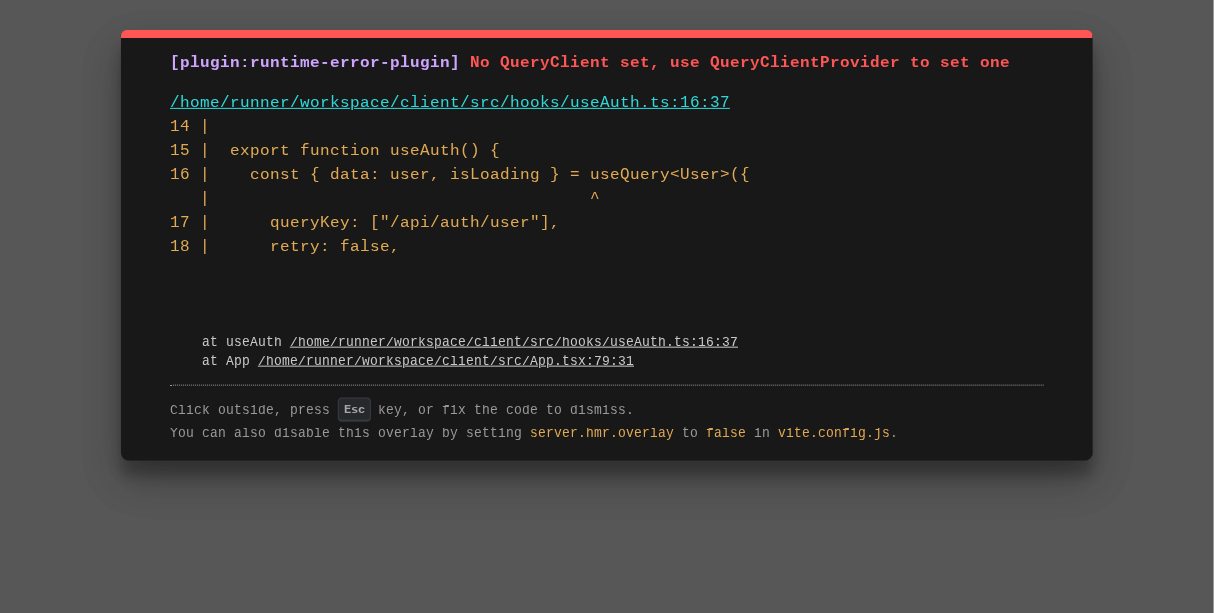 [plugin:runtime-error-plugin] No QueryClient set, use QueryClientProvider to set one
/home/runner/workspace/client/src/hooks/useAuth.ts:16:37
14 |
15 |  export function useAuth() {
16 |    const { data: user, isLoading } = useQuery<User>({
   |                                      ^
17 |      queryKey: ["/api/auth/user"],
18 |      retry: false,
at useAuth /home/runner/workspace/client/src/hooks/useAuth.ts:16:37
at App /home/runner/workspace/client/src/App.tsx:79:31
Click outside, press Esc key, or fix the code to dismiss.
You can also disable this overlay by setting server.hmr.overlay to false in vite.config.js.